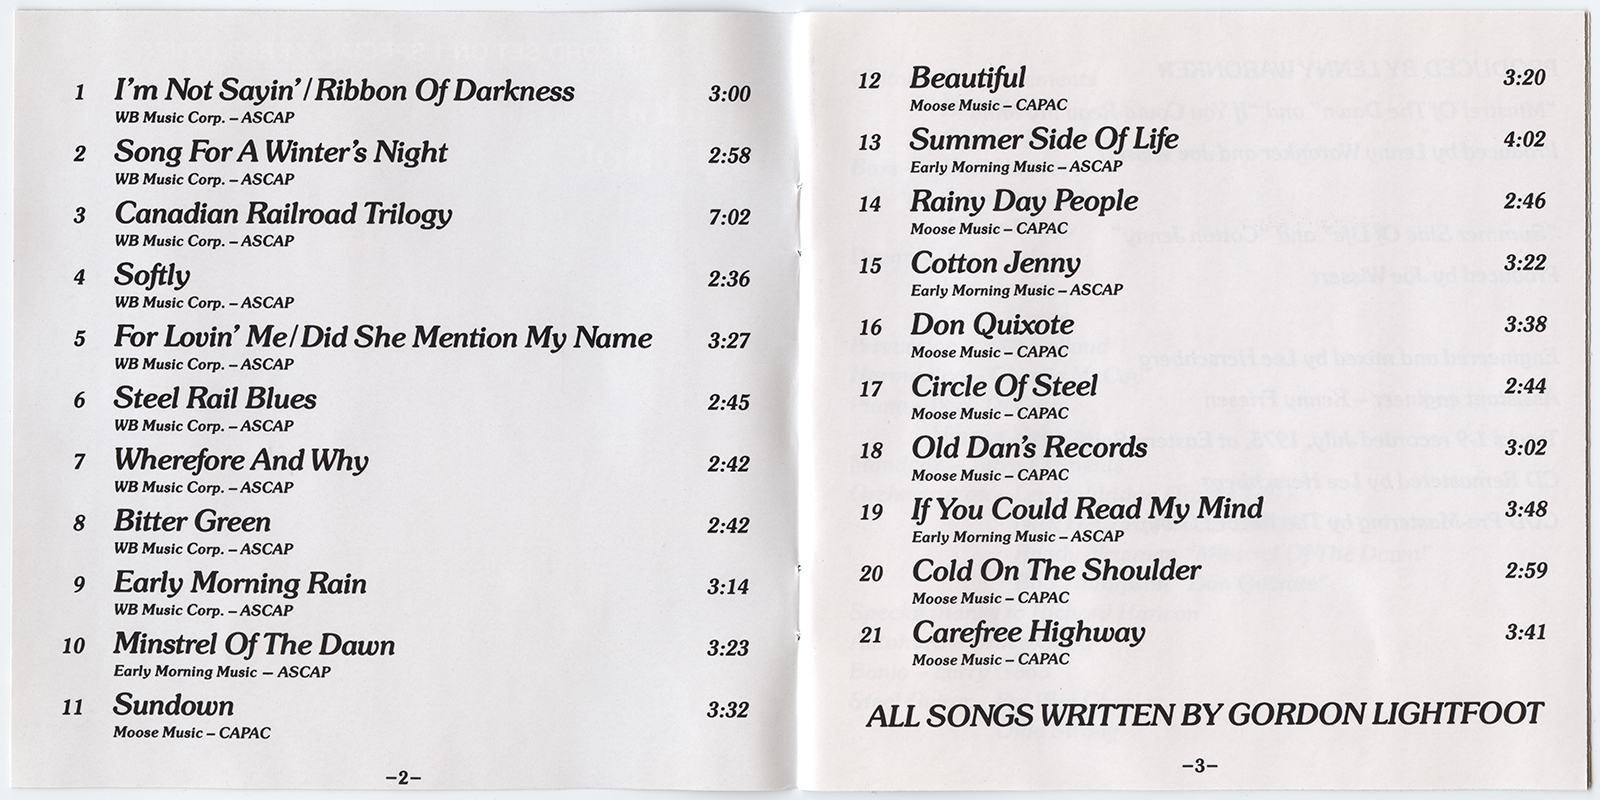 1 I'm Not Sayin'/Ribbon Of Darkness 3:00
WB Music Corp. – ASCAP
2 Song For A Winter's Night 2:58
WB Music Corp. – ASCAP
3 Canadian Railroad Trilogy 7:02
WB Music Corp. – ASCAP
4 Softly 2:36
WB Music Corp. – ASCAP
5 For Lovin' Me/Did She Mention My Name 3:27
WB Music Corp. – ASCAP
6 Steel Rail Blues 2:45
WB Music Corp. – ASCAP
7 Wherefore And Why 2:42
WB Music Corp. – ASCAP
8 Bitter Green 2:42
WB Music Corp. – ASCAP
9 Early Morning Rain 3:14
WB Music Corp. – ASCAP
10 Minstrel Of The Dawn 3:23
Early Morning Music – ASCAP
11 Sundown 3:32
Moose Music – CAPAC
–2–
12 Beautiful 3:20
Moose Music – CAPAC
13 Summer Side Of Life 4:02
Early Morning Music – ASCAP
14 Rainy Day People 2:46
Moose Music – CAPAC
15 Cotton Jenny 3:22
Early Morning Music – ASCAP
16 Don Quixote 3:38
Moose Music – CAPAC
17 Circle Of Steel 2:44
Moose Music – CAPAC
18 Old Dan's Records 3:02
Moose Music – CAPAC
19 If You Could Read My Mind 3:48
Early Morning Music – ASCAP
20 Cold On The Shoulder 2:59
Moose Music – CAPAC
21 Carefree Highway 3:41
Moose Music – CAPAC
ALL SONGS WRITTEN BY GORDON LIGHTFOOT
–3–